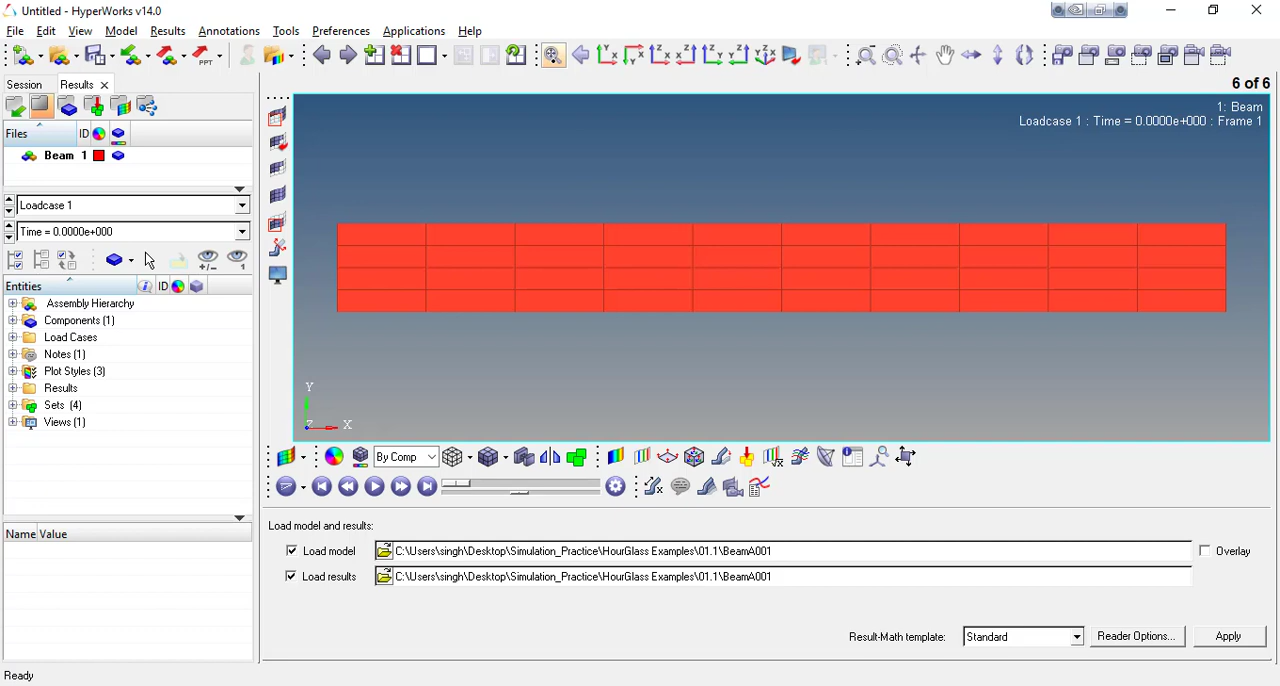 Untitled - HyperWorks v14.0
File Edit View Model Results Annotations Tools Preferences Applications Help
Session Results
6 of 6
1: Beam
Loadcase 1 : Time = 0.0000e+000 : Frame 1
Files ID
Beam 1
Loadcase 1
Time = 0.0000e+000
Entities ID
Assembly Hierarchy
Components (1)
Load Cases
Notes (1)
Plot Styles (3)
Results
Sets (4)
Views (1)
Y
Z X
By Comp
Name Value
Load model and results:
Load model C:\Users\singh\Desktop\Simulation_Practice\HourGlass Examples\01.1\BeamA001 Overlay
Load results C:\Users\singh\Desktop\Simulation_Practice\HourGlass Examples\01.1\BeamA001
Result-Math template: Standard Reader Options... Apply
Ready